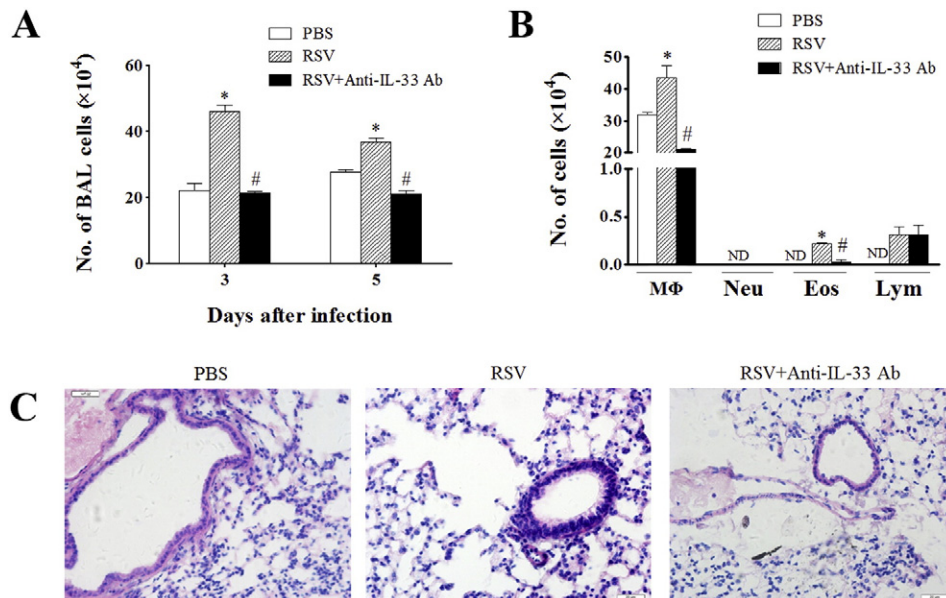 A
PBS
RSV
RSV+Anti-IL-33 Ab
No. of BAL cells (×10⁴)
60
40
20
0
*
#
*
#
3
5
Days after infection
B
PBS
RSV
RSV+Anti-IL-33 Ab
No. of cells (×10⁴)
50
40
30
20
1.0
0.5
0.0
*
#
ND
ND
*
#
ND
MΦ
Neu
Eos
Lym
C
PBS
RSV
RSV+Anti-IL-33 Ab